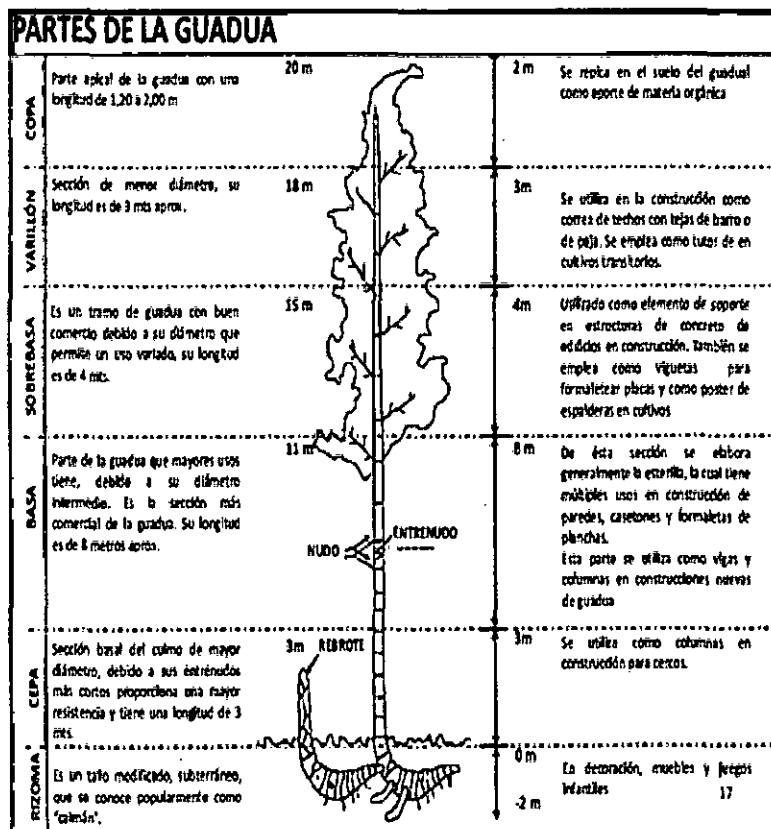 PARTES DE LA GUADUA
COPA
Parte apical de la guadua con una
longitud de 1,20 a 2,00 m
20 m
2 m
Se repica en el suelo del guadual
como aporte de materia orgánica
VARILLÓN
Sección de menor diámetro, su
longitud es de 3 mts aprox.
18 m
3m
Se utiliza en la construcción como
correa de techos con tejas de barro o
de paja. Se emplea como tutor de en
cultivos transitorios.
SOBREBASA
Es un tramo de guadua con buen
comercio debido a su diámetro que
permite un uso variado, su longitud
es de 4 mts.
15 m
4m
Utilizado como elemento de soporte
en estructuras de concreto de
edificios en construcción. También se
emplea como viguetas para
formaletear placas y como poster de
espalderas en cultivos
BASA
Parte de la guadua que mayores usos
tiene, debido a su diámetro
intermedio. Es la sección más
comercial de la guadua. Su longitud
es de 8 metros aprox.
11 m
8 m
De ésta sección se elabora
generalmente la esterilla, la cual tiene
múltiples usos en construcción de
paredes, casetones y formaletas de
planchas.
Esta parte se utiliza como vigas y
columnas en construcciones nuevas
de guadua
NUDO
ENTRENUDO
CEPA
Sección basal del culmo de mayor
diámetro, debido a sus entrenudos
más cortos proporciona una mayor
resistencia y tiene una longitud de 3
mts.
3m
REBROTE
3m
Se utiliza como columnas en
construcción para cercos.
RIZOMA
Es un tallo modificado, subterráneo,
que se conoce popularmente como
"caimán".
0 m
-2 m
En decoración, muebles y juegos
infantiles
17